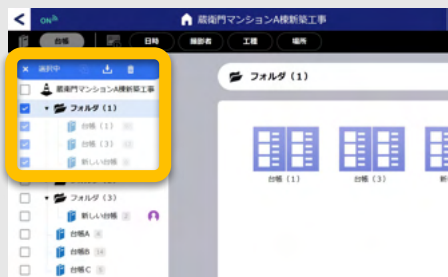 ON
蔵衛門マンションA棟新築工事
台帳 日時 撮影者 工種 場所
選択中
蔵衛門マンションA棟新築工事
フォルダ (1)
フォルダ (1)
台帳 (1)
台帳 (3)
新しい台帳
台帳 (1) 台帳 (3)
フォルダ (3)
新しい台帳
台帳A
台帳B
台帳C